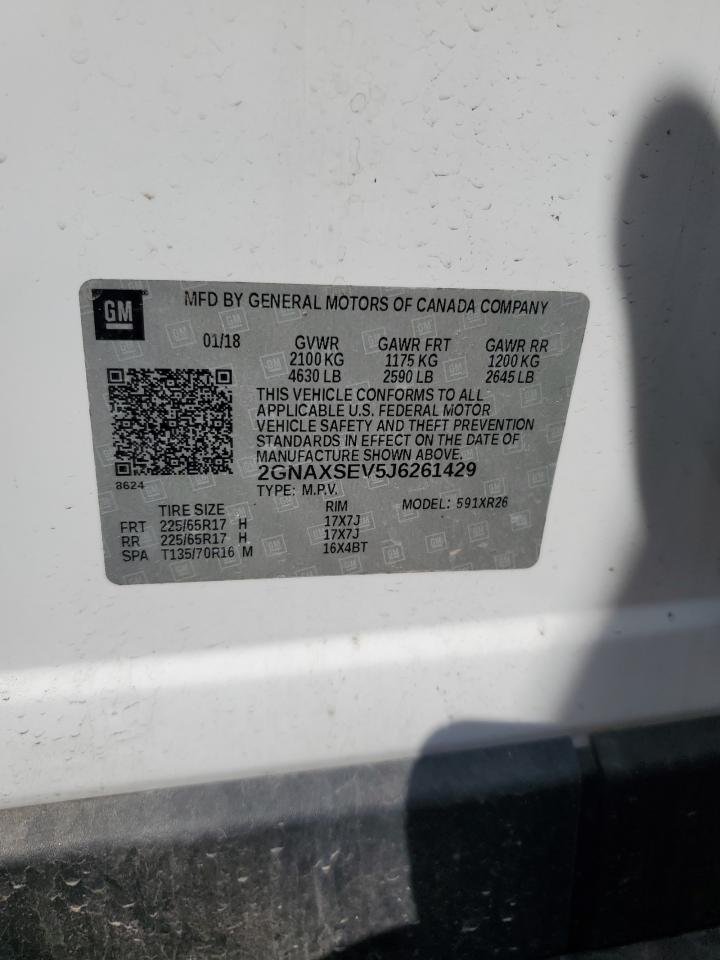 GM
MFD BY GENERAL MOTORS OF CANADA COMPANY
01/18 GVWR GAWR FRT GAWR RR
2100 KG 1175 KG 1200 KG
4630 LB 2590 LB 2645 LB
THIS VEHICLE CONFORMS TO ALL
APPLICABLE U.S. FEDERAL MOTOR
VEHICLE SAFETY AND THEFT PREVENTION
STANDARDS IN EFFECT ON THE DATE OF
MANUFACTURE SHOWN ABOVE.
8624
2GNAXSEV5J6261429
TYPE: M.P.V. MODEL: 591XR26
TIRE SIZE RIM
FRT 225/65R17 H 17X7J
RR 225/65R17 H 17X7J
SPA T135/70R16 M 16X4BT